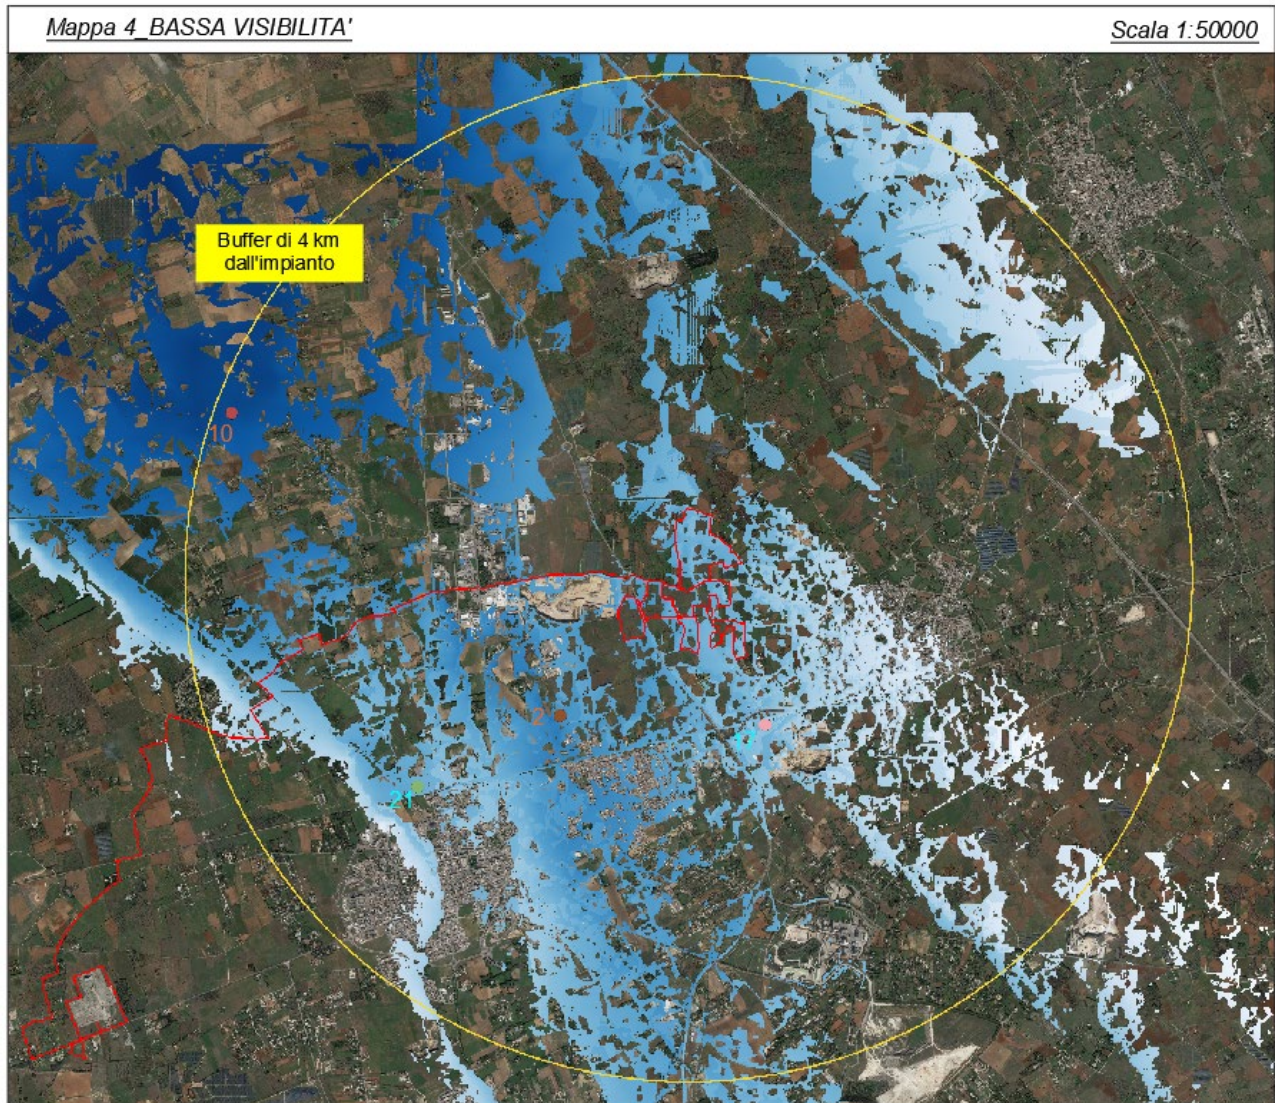 Mappa 4_BASSA VISIBILITA'
Scala 1:50000
Buffer di 4 km
dall'impianto
10
2
17
21